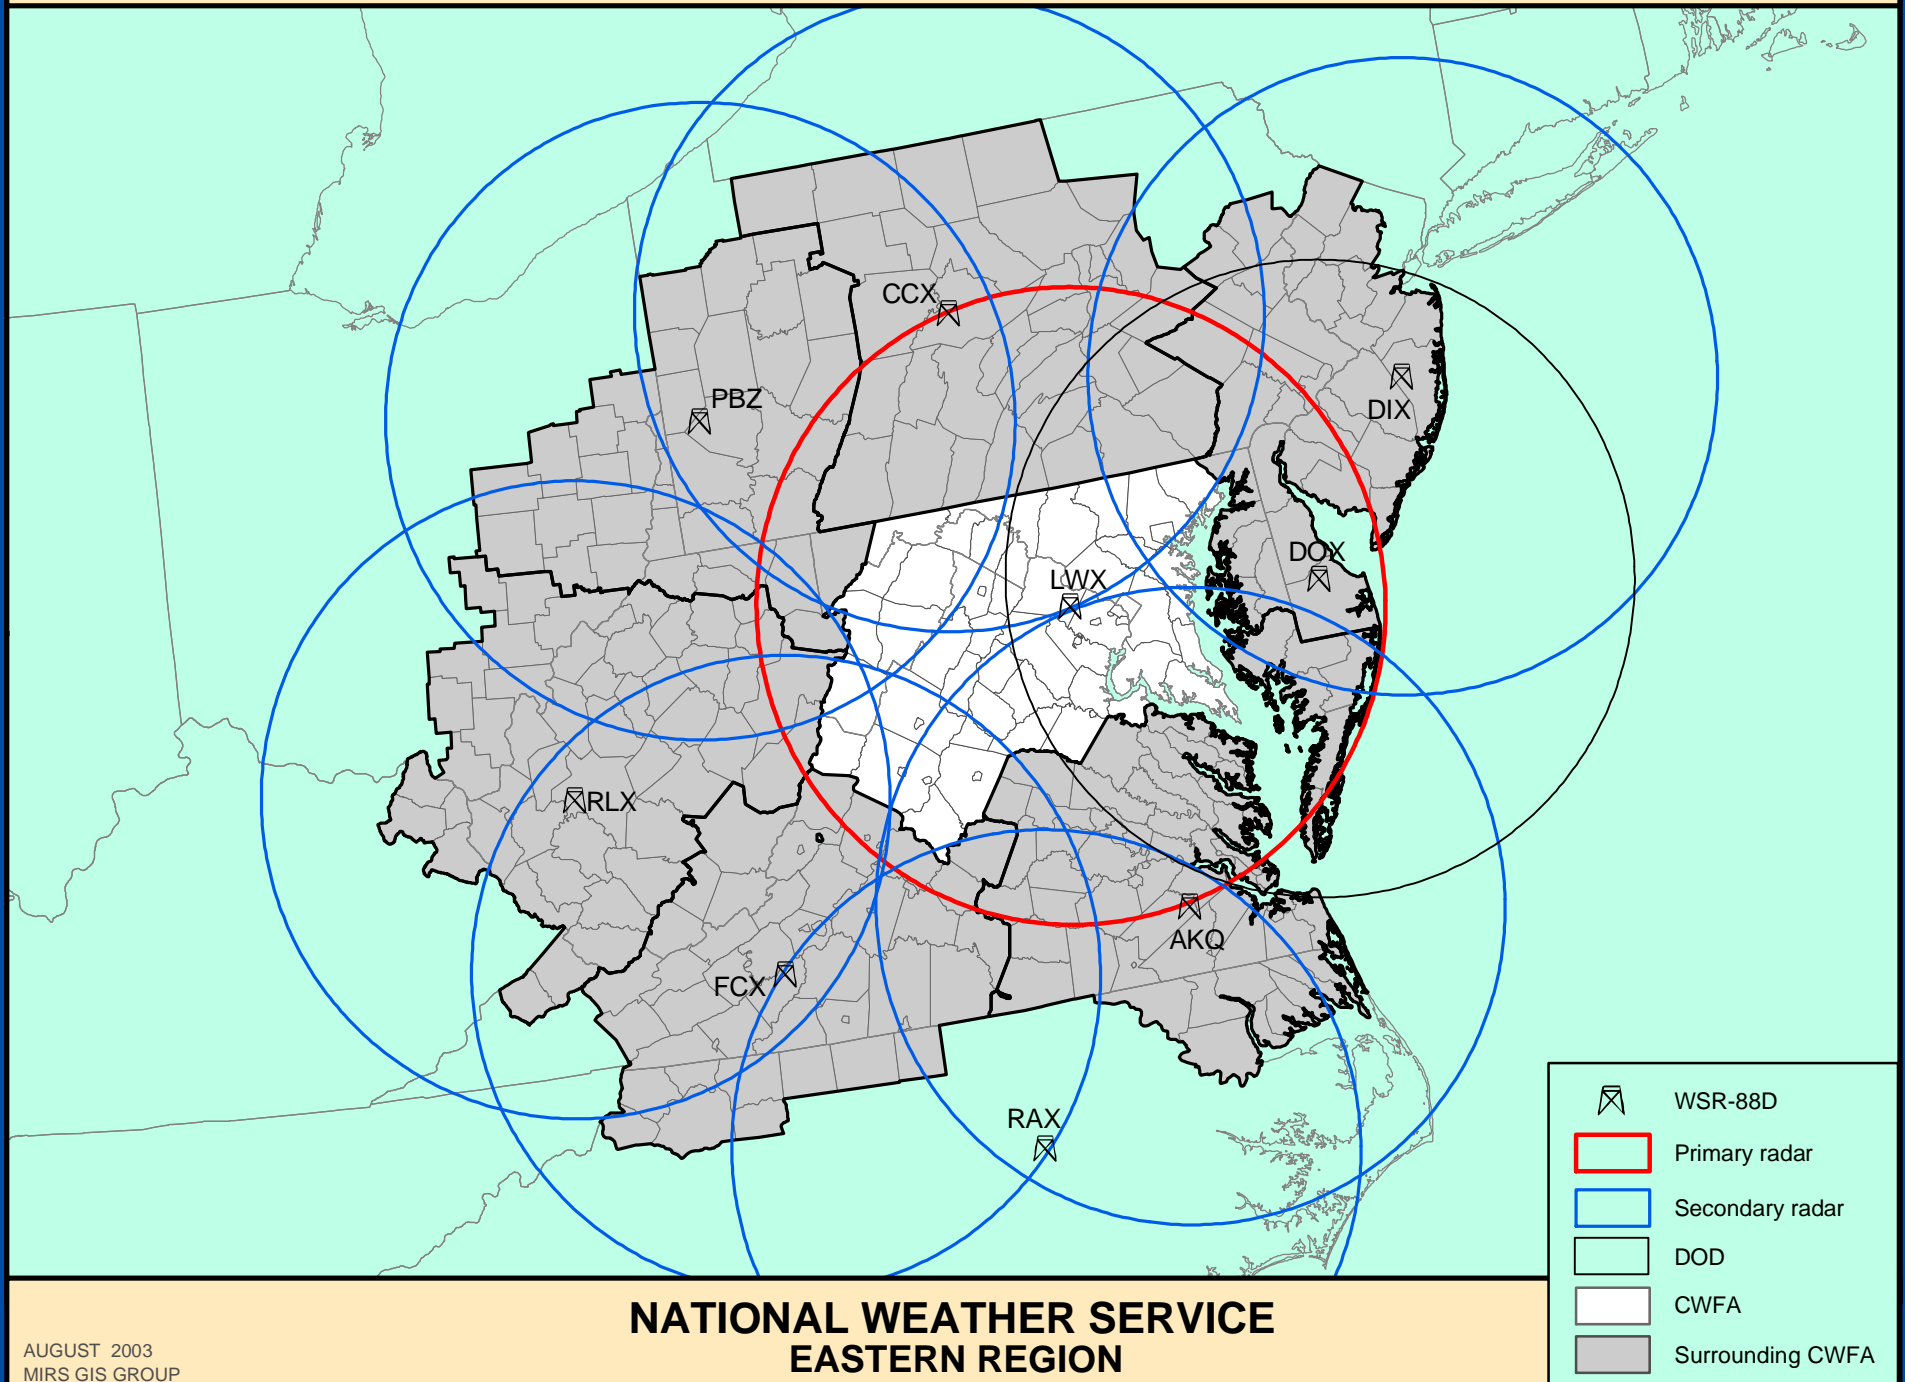 CCX
PBZ
DIX
DOX
LWX
RLX
AKQ
FCX
RAX
WSR-88D
Primary radar
Secondary radar
DOD
CWFA
Surrounding CWFA
NATIONAL WEATHER SERVICE
EASTERN REGION
AUGUST 2003
MIRS GIS GROUP